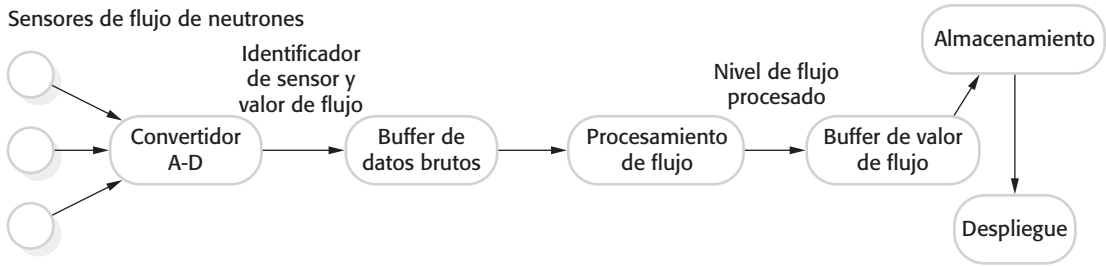 Sensores de flujo de neutrones
Identificador
de sensor y
valor de flujo
Convertidor
A-D
Buffer de
datos brutos
Procesamiento
de flujo
Nivel de flujo
procesado
Buffer de valor
de flujo
Almacenamiento
Despliegue